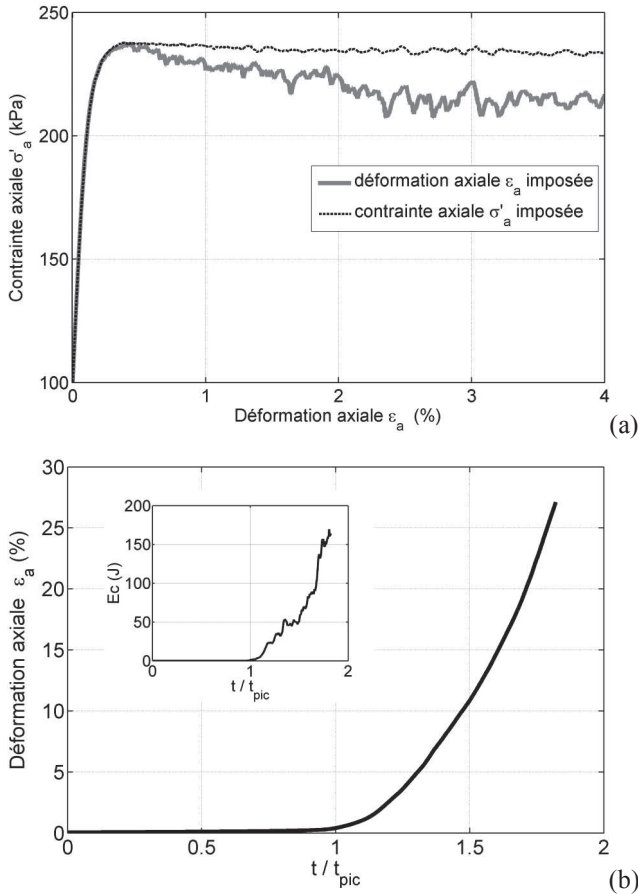 250
200
150
100
Contrainte axiale σ'a (kPa)
déformation axiale εa imposée
contrainte axiale σ'a imposée
0
1
2
3
4
Déformation axiale εa (%)
(a)
30
25
20
15
10
5
0
Déformation axiale εa (%)
200
150
100
50
0
Ec (J)
0
1
2
t / tpic
0
0.5
1
1.5
2
t / tpic
(b)